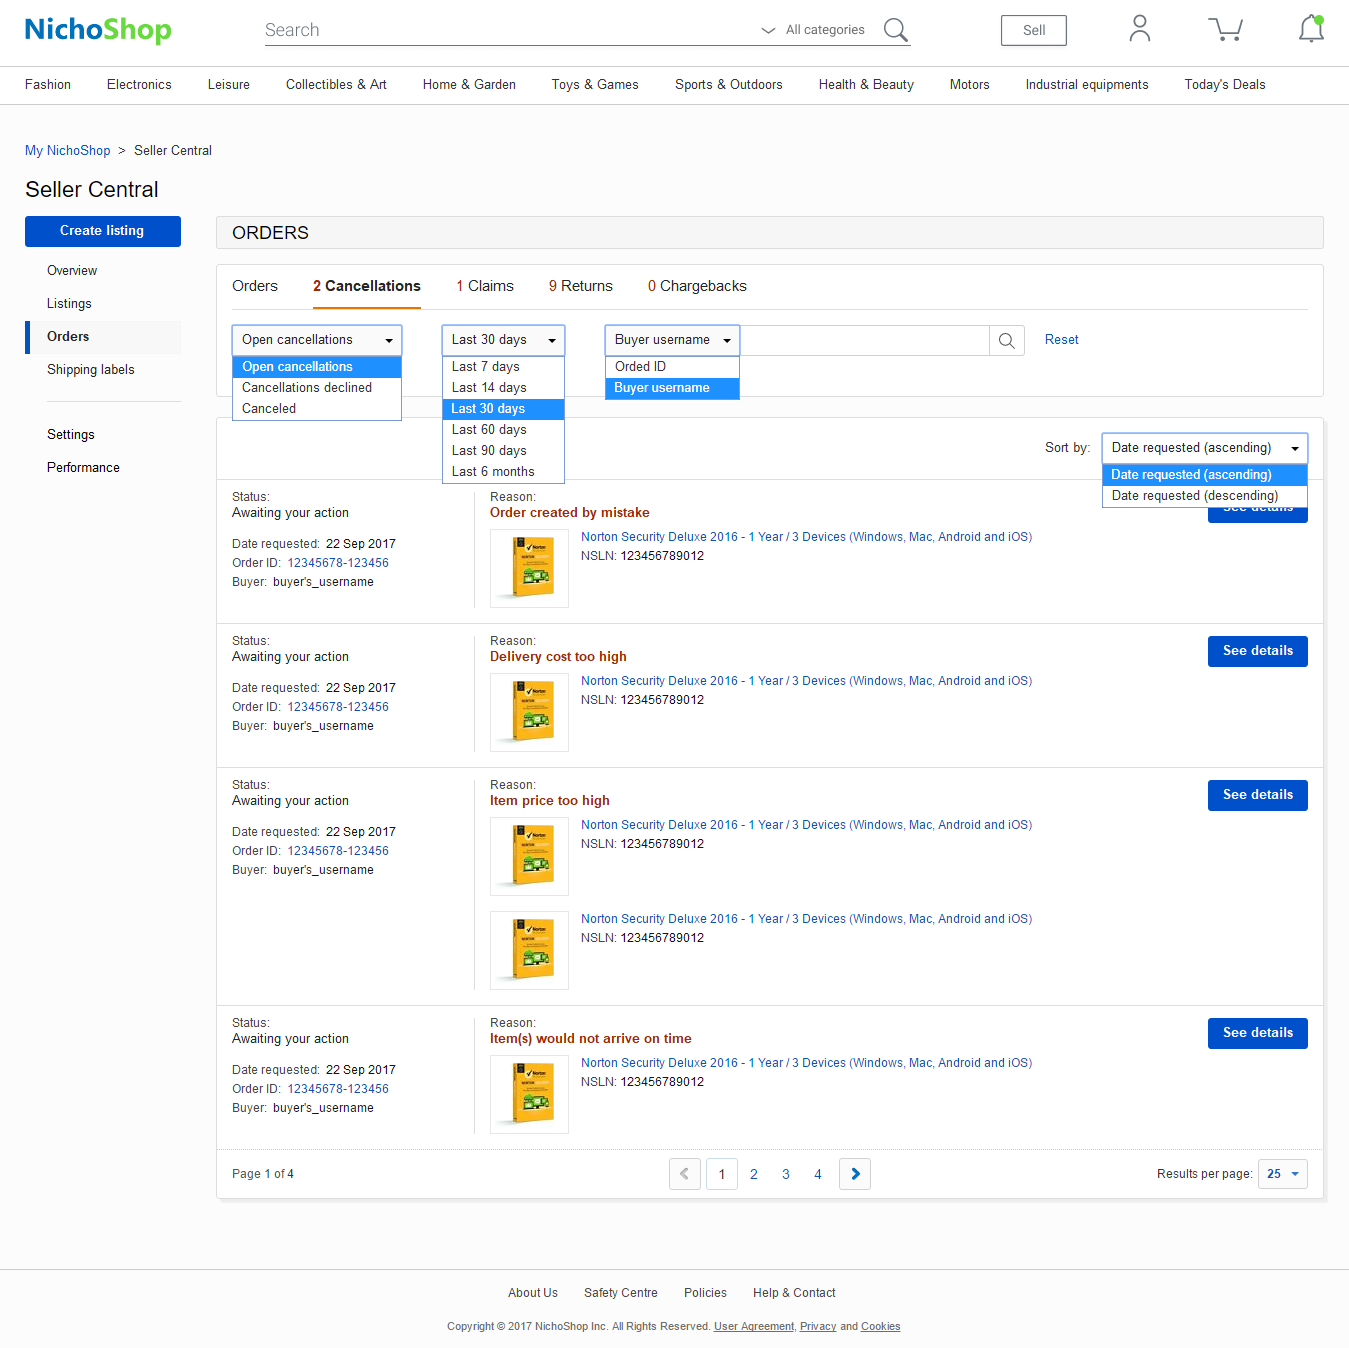 NichoShop
Search
All categories
Sell
Fashion Electronics Leisure Collectibles & Art Home & Garden Toys & Games Sports & Outdoors Health & Beauty Motors Industrial equipments Today's Deals
My NichoShop > Seller Central
Seller Central
Create listing
Overview
Listings
Orders
Shipping labels
Settings
Performance
ORDERS
Orders 2 Cancellations 1 Claims 9 Returns 0 Chargebacks
Open cancellations
Open cancellations
Cancellations declined
Canceled
Last 30 days
Last 7 days
Last 14 days
Last 30 days
Last 60 days
Last 90 days
Last 6 months
Buyer username
Orded ID
Buyer username
Reset
Sort by: Date requested (ascending)
Date requested (ascending)
Date requested (descending)
Status:
Awaiting your action
Date requested: 22 Sep 2017
Order ID: 12345678-123456
Buyer: buyer's_username
Reason:
Order created by mistake
Norton Security Deluxe 2016 - 1 Year / 3 Devices (Windows, Mac, Android and iOS)
NSLN: 123456789012
See details
Status:
Awaiting your action
Date requested: 22 Sep 2017
Order ID: 12345678-123456
Buyer: buyer's_username
Reason:
Delivery cost too high
Norton Security Deluxe 2016 - 1 Year / 3 Devices (Windows, Mac, Android and iOS)
NSLN: 123456789012
See details
Status:
Awaiting your action
Date requested: 22 Sep 2017
Order ID: 12345678-123456
Buyer: buyer's_username
Reason:
Item price too high
Norton Security Deluxe 2016 - 1 Year / 3 Devices (Windows, Mac, Android and iOS)
NSLN: 123456789012
Norton Security Deluxe 2016 - 1 Year / 3 Devices (Windows, Mac, Android and iOS)
NSLN: 123456789012
See details
Status:
Awaiting your action
Date requested: 22 Sep 2017
Order ID: 12345678-123456
Buyer: buyer's_username
Reason:
Item(s) would not arrive on time
Norton Security Deluxe 2016 - 1 Year / 3 Devices (Windows, Mac, Android and iOS)
NSLN: 123456789012
See details
Page 1 of 4
1 2 3 4
Results per page: 25
About Us Safety Centre Policies Help & Contact
Copyright © 2017 NichoShop Inc. All Rights Reserved. User Agreement, Privacy and Cookies